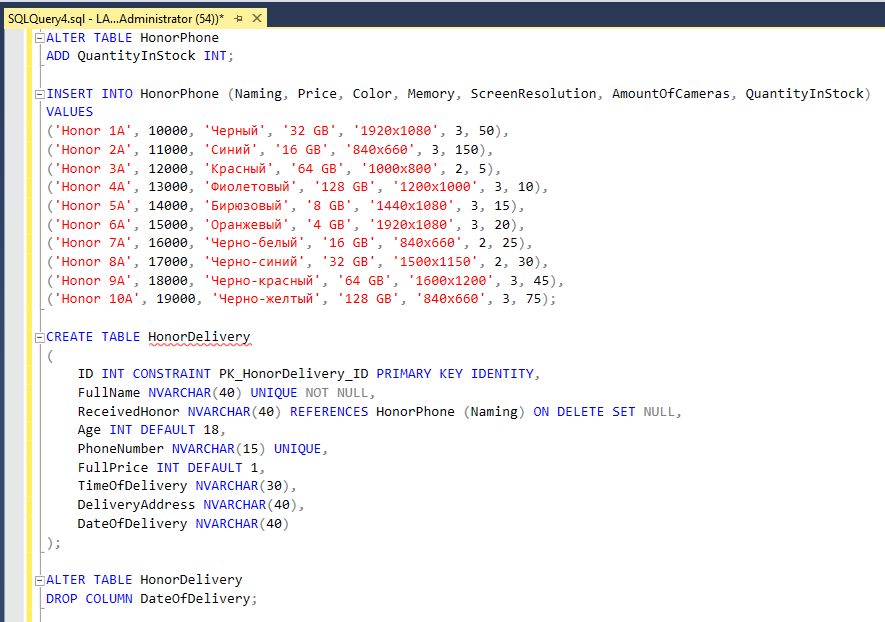 SQLQuery4.sql - LA...Administrator (54))*
ALTER TABLE HonorPhone
ADD QuantityInStock INT;
INSERT INTO HonorPhone (Naming, Price, Color, Memory, ScreenResolution, AmountOfCameras, QuantityInStock)
VALUES
('Honor 1A', 10000, 'Черный', '32 GB', '1920x1080', 3, 50),
('Honor 2A', 11000, 'Синий', '16 GB', '840x660', 3, 150),
('Honor 3A', 12000, 'Красный', '64 GB', '1000x800', 2, 5),
('Honor 4A', 13000, 'Фиолетовый', '128 GB', '1200x1000', 3, 10),
('Honor 5A', 14000, 'Бирюзовый', '8 GB', '1440x1080', 3, 15),
('Honor 6A', 15000, 'Оранжевый', '4 GB', '1920x1080', 3, 20),
('Honor 7A', 16000, 'Черно-белый', '16 GB', '840x660', 2, 25),
('Honor 8A', 17000, 'Черно-синий', '32 GB', '1500x1150', 2, 30),
('Honor 9A', 18000, 'Черно-красный', '64 GB', '1600x1200', 3, 45),
('Honor 10A', 19000, 'Черно-желтый', '128 GB', '840x660', 3, 75);
CREATE TABLE HonorDelivery
(
ID INT CONSTRAINT PK_HonorDelivery_ID PRIMARY KEY IDENTITY,
FullName NVARCHAR(40) UNIQUE NOT NULL,
ReceivedHonor NVARCHAR(40) REFERENCES HonorPhone (Naming) ON DELETE SET NULL,
Age INT DEFAULT 18,
PhoneNumber NVARCHAR(15) UNIQUE,
FullPrice INT DEFAULT 1,
TimeOfDelivery NVARCHAR(30),
DeliveryAddress NVARCHAR(40),
DateOfDelivery NVARCHAR(40)
);
ALTER TABLE HonorDelivery
DROP COLUMN DateOfDelivery;